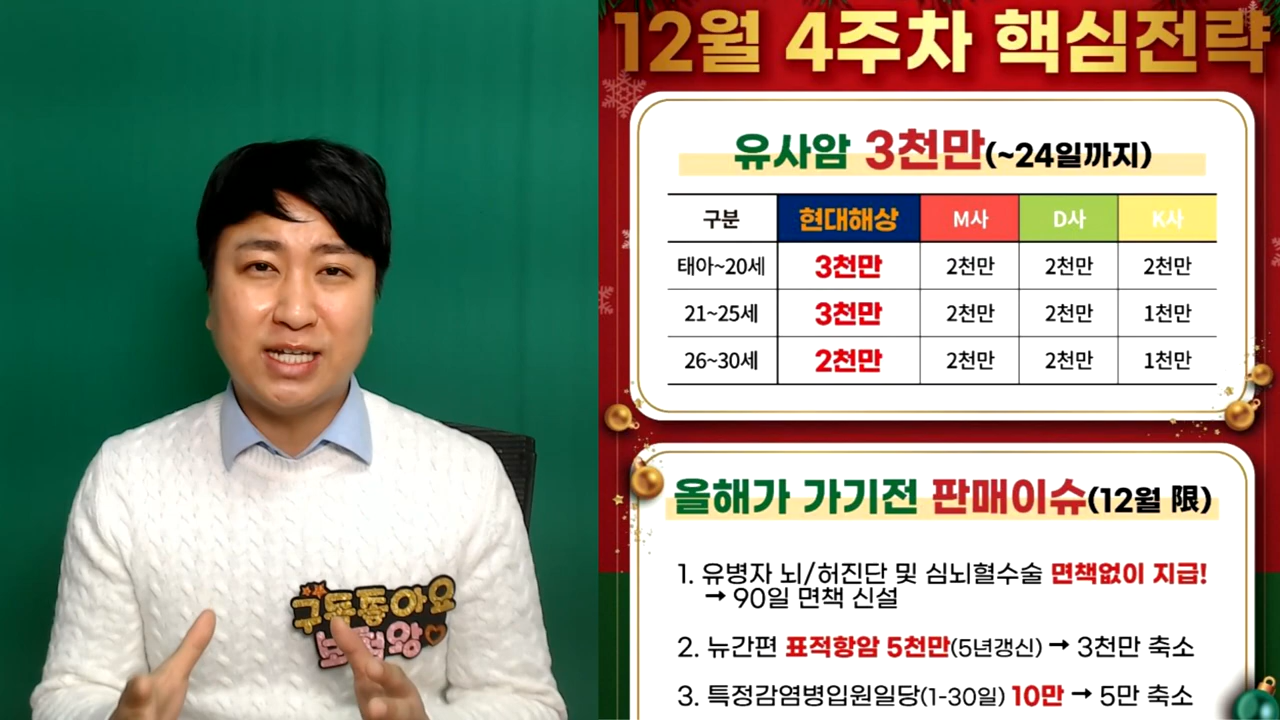 12월 4주차 핵심전략
유사암 3천만(~24일까지)
구분 현대해상 M사 D사 K사
태아~20세 3천만 2천만 2천만 2천만
21~25세 3천만 2천만 2천만 1천만
26~30세 2천만 2천만 2천만 1천만
올해가 가기전 판매이슈(12월 限)
1. 유병자 뇌/허진단 및 심뇌혈수술 면책없이 지급!
→ 90일 면책 신설
2. 뉴간편 표적항암 5천만(5년갱신) → 3천만 축소
3. 특정감염병입원일당(1-30일) 10만 → 5만 축소
구독좋아요
보험왕